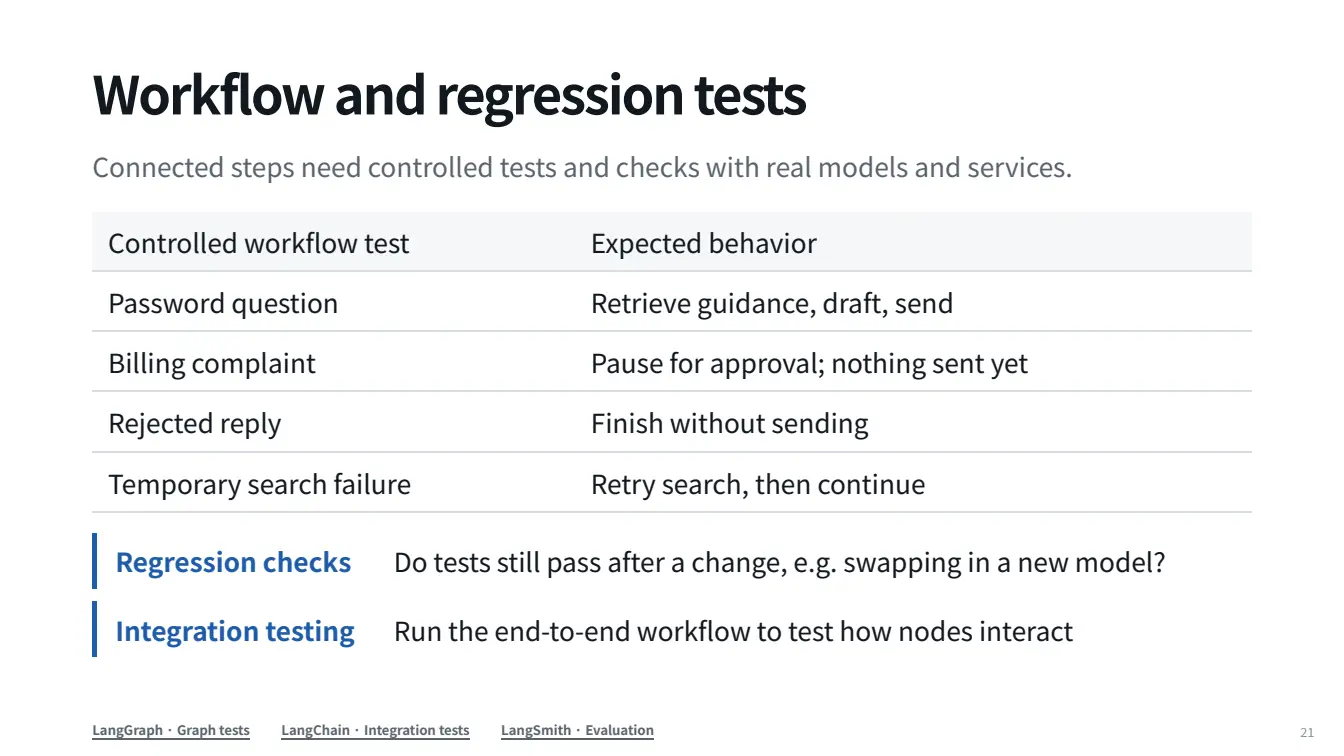 Workflow and regression tests
Connected steps need controlled tests and checks with real models and services.
Controlled workflow test Expected behavior
Password question Retrieve guidance, draft, send
Billing complaint Pause for approval; nothing sent yet
Rejected reply Finish without sending
Temporary search failure Retry search, then continue
Regression checks Do tests still pass after a change, e.g. swapping in a new model?
Integration testing Run the end-to-end workflow to test how nodes interact
LangGraph · Graph tests LangChain · Integration tests LangSmith · Evaluation
21